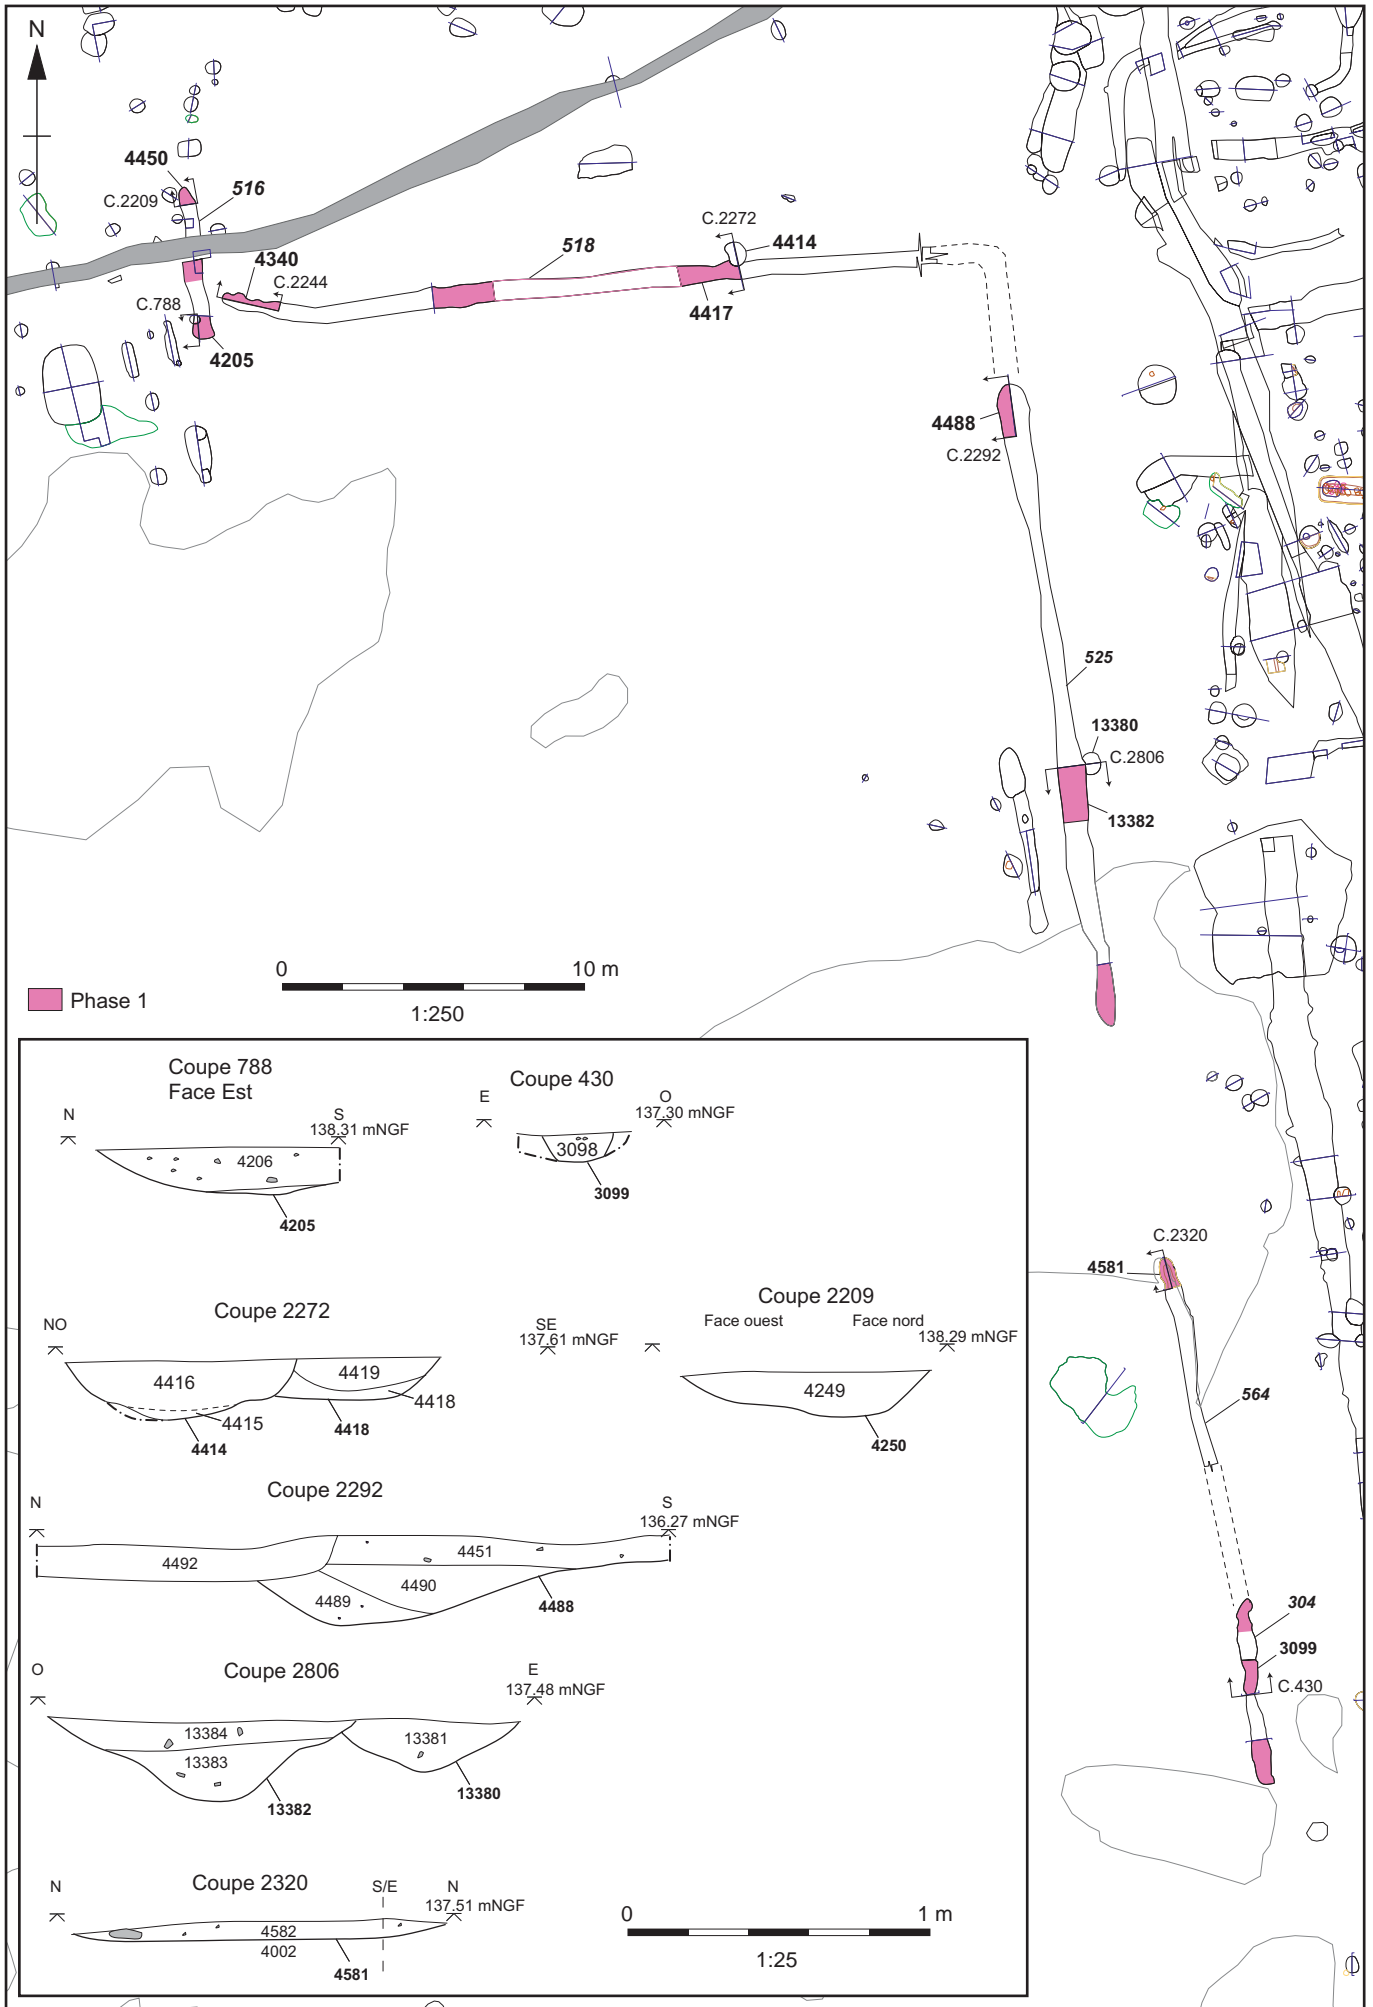 N
4450
516
C.2209
C.2272
4414
518
4340
C.2244
C.788
4417
4205
4488
C.2292
525
13380
C.2806
13382
0 10 m
1:250
Phase 1
Coupe 788
Face Est
N
S
138.31 mNGF
4206
4205
Coupe 430
E
O
137.30 mNGF
3098
3099
Coupe 2272
NO
SE
137.61 mNGF
4416
4419
4415
4418
4414
4418
Coupe 2209
Face ouest
Face nord
138.29 mNGF
4249
4250
Coupe 2292
N
S
136.27 mNGF
4492
4451
4490
4489
4488
Coupe 2806
O
E
137.48 mNGF
13384
13383
13381
13382
13380
Coupe 2320
N
S/E
N
137.51 mNGF
4582
4002
4581
0 1 m
1:25
C.2320
4581
564
304
3099
C.430